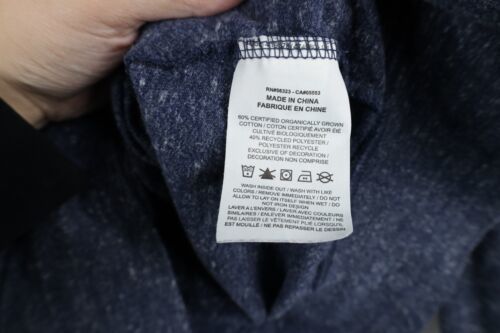 RN#56323 - CA#05553
MADE IN CHINA
FABRIQUE EN CHINE
60% CERTIFIED ORGANICALLY GROWN
COTTON / COTON CERTIFIÉ AVOIR ÉTÉ
CULTIVÉ BIOLOGIQUEMENT
40% RECYCLED POLYESTER /
POLYESTER RECYCLÉ
EXCLUSIVE OF DECORATION /
DECORATION NON COMPRISE
WASH INSIDE OUT / WASH WITH LIKE
COLORS / REMOVE IMMEDIATELY / DO NOT
ALLOW TO LAY ON ITSELF WHEN WET / DO
NOT IRON DESIGN
LAVER A L'ENVERS / LAVER AVEC COULEURS
SIMILAIRES / ENLEVER IMMEDIATEMENT / NE
PAS LAISSER LE VÊTEMENT PLIÉ LORSQU'IL
EST MOUILLÉ / NE PAS REPASSER LE DESSIN